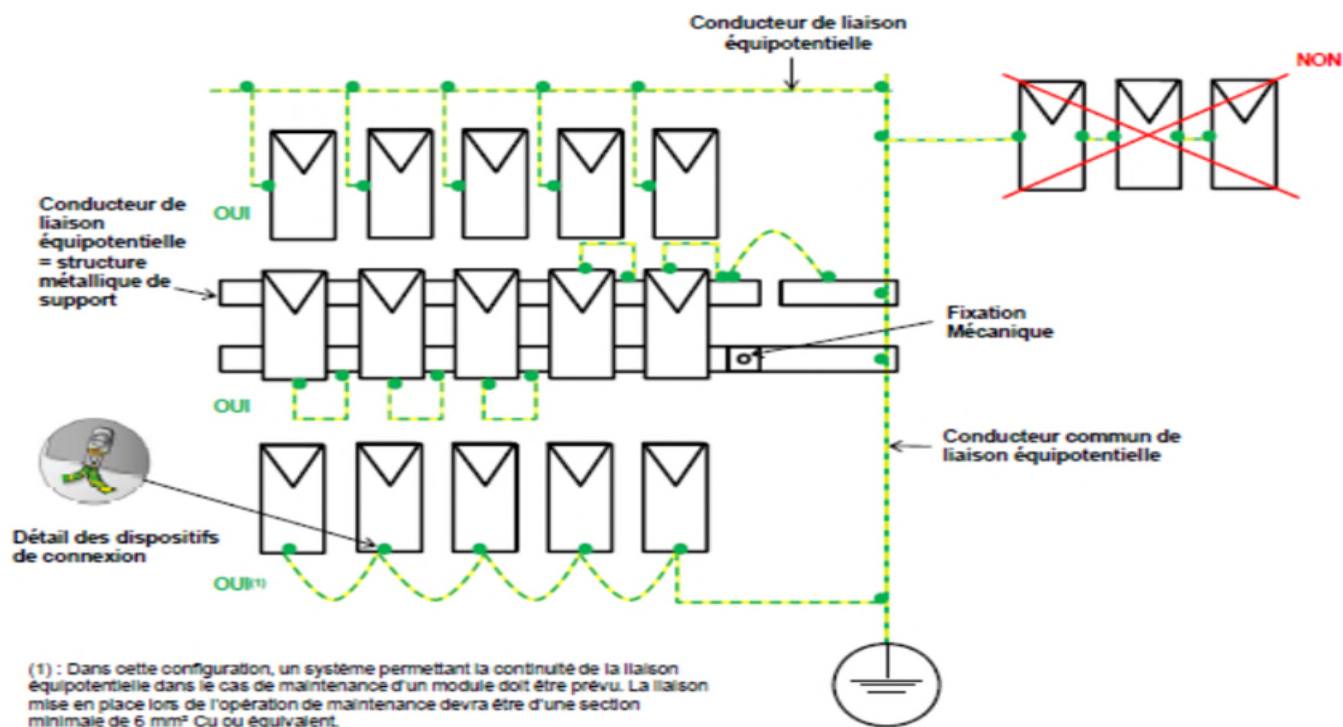 Conducteur de liaison
équipotentielle
NON
Conducteur de
liaison
équipotentielle
= structure
métallique de
support
OUI
Fixation
Mécanique
OUI
Conducteur commun de
liaison équipotentielle
Détail des dispositifs
de connexion
OUI(1)
(1) : Dans cette configuration, un système permettant la continuité de la liaison
équipotentielle dans le cas de maintenance d'un module doit être prévu. La liaison
mise en place lors de l'opération de maintenance devra être d'une section
minimale de 6 mm² Cu ou équivalent.